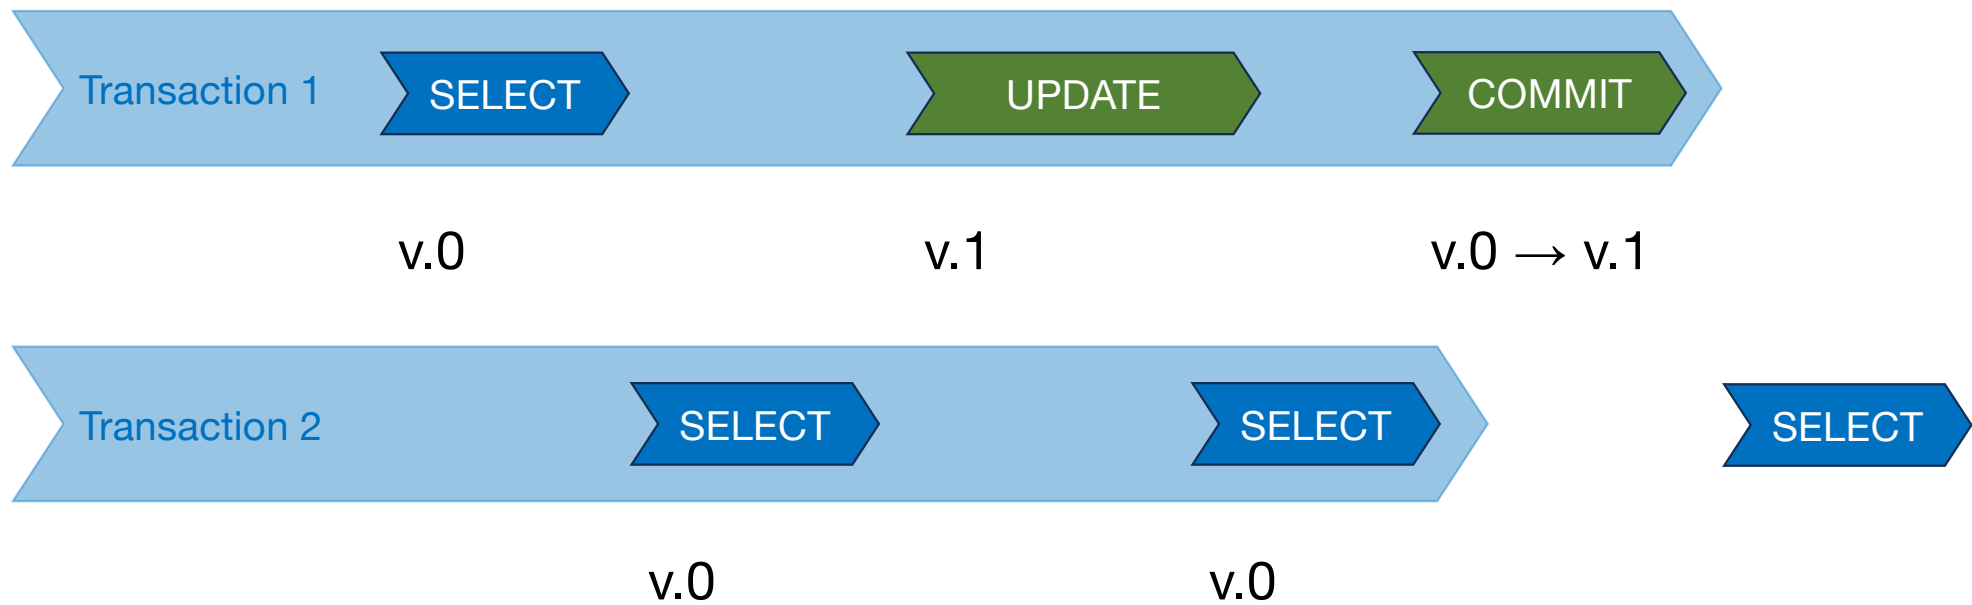 Transaction 1 SELECT UPDATE COMMIT
v.0 v.1 v.0 → v.1
Transaction 2 SELECT SELECT SELECT
v.0 v.0